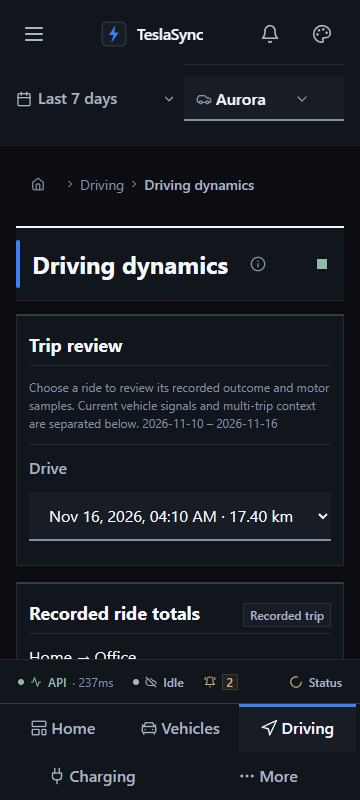 TeslaSync
Last 7 days
Aurora
Driving
Driving dynamics
Driving dynamics
Trip review
Choose a ride to review its recorded outcome and motor
samples. Current vehicle signals and multi-trip context
are separated below. 2026-11-10 – 2026-11-16
Drive
Nov 16, 2026, 04:10 AM · 17.40 km
Recorded ride totals
Recorded trip
Home → Office
API · 237ms
Idle
2
Status
Home
Vehicles
Driving
Charging
More